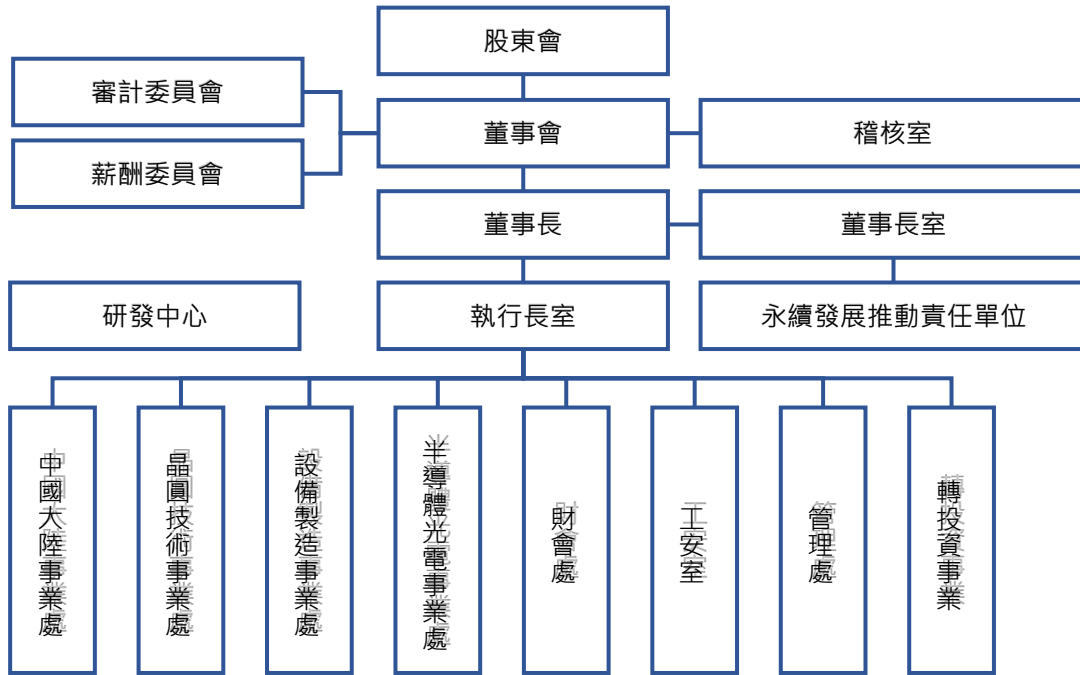 股東會
審計委員會
董事會
稽核室
薪酬委員會
董事長
董事長室
研發中心
執行長室
永續發展推動責任單位
中國大陸事業處
晶圓技術事業處
設備製造事業處
半導體光電事業處
財會處
工安室
管理處
轉投資事業